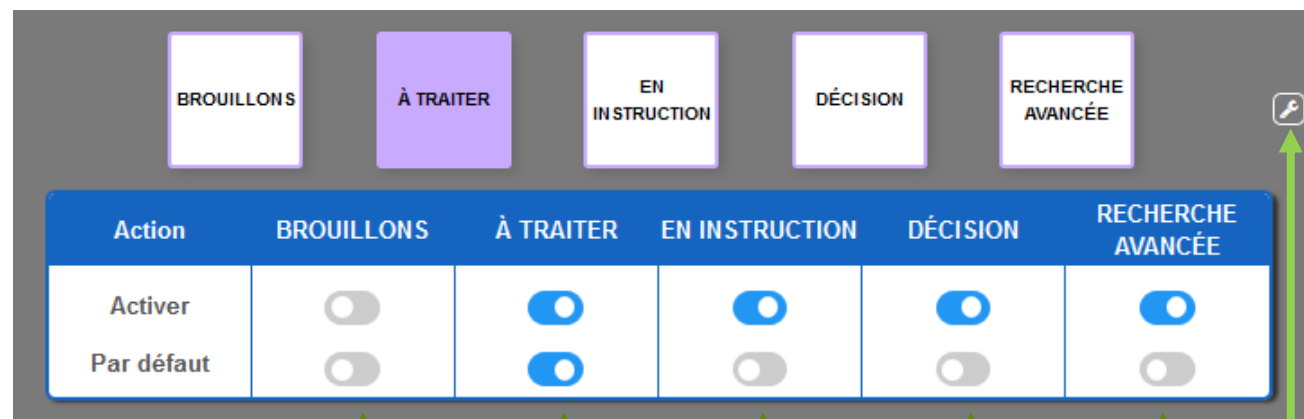 BROUILLONS
À TRAITER
EN
INSTRUCTION
DÉCISION
RECHERCHE
AVANCÉE
Action
BROUILLONS
À TRAITER
EN INSTRUCTION
DÉCISION
RECHERCHE
AVANCÉE
Activer
Par défaut